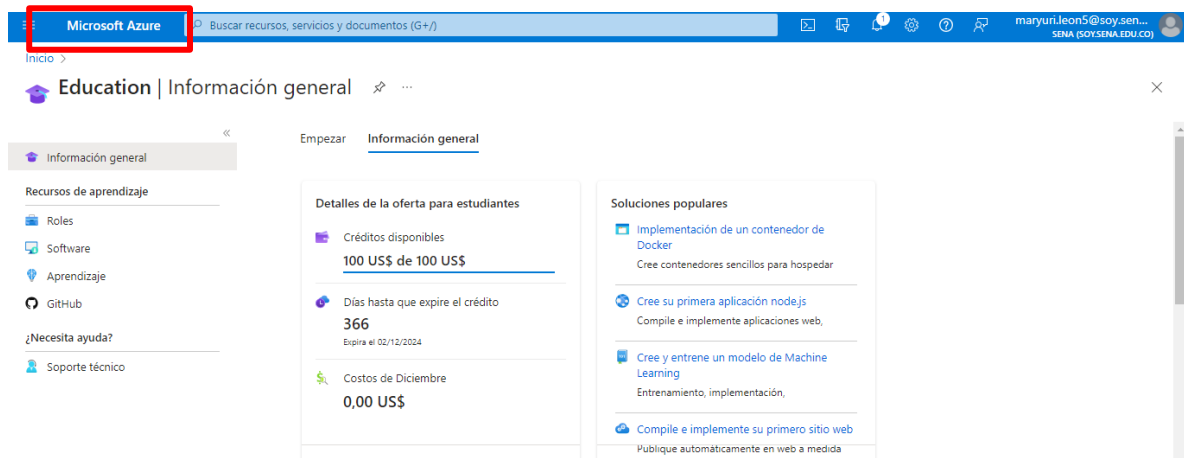 Microsoft Azure
Buscar recursos, servicios y documentos (G+/)
1
maryuri.leon5@soy.sen...
SENA (SOY.SENA.EDU.CO)
Inicio >
Education | Información general
Información general
Recursos de aprendizaje
Roles
Software
Aprendizaje
GitHub
¿Necesita ayuda?
Soporte técnico
Empezar
Información general
Detalles de la oferta para estudiantes
Créditos disponibles
100 US$ de 100 US$
Días hasta que expire el crédito
366
Expira el 02/12/2024
Costos de Diciembre
0,00 US$
Soluciones populares
Implementación de un contenedor de
Docker
Cree contenedores sencillos para hospedar
Cree su primera aplicación node.js
Compile e implemente aplicaciones web,
Cree y entrene un modelo de Machine
Learning
Entrenamiento, implementación,
Compile e implemente su primero sitio web
Publique automáticamente en web a medida